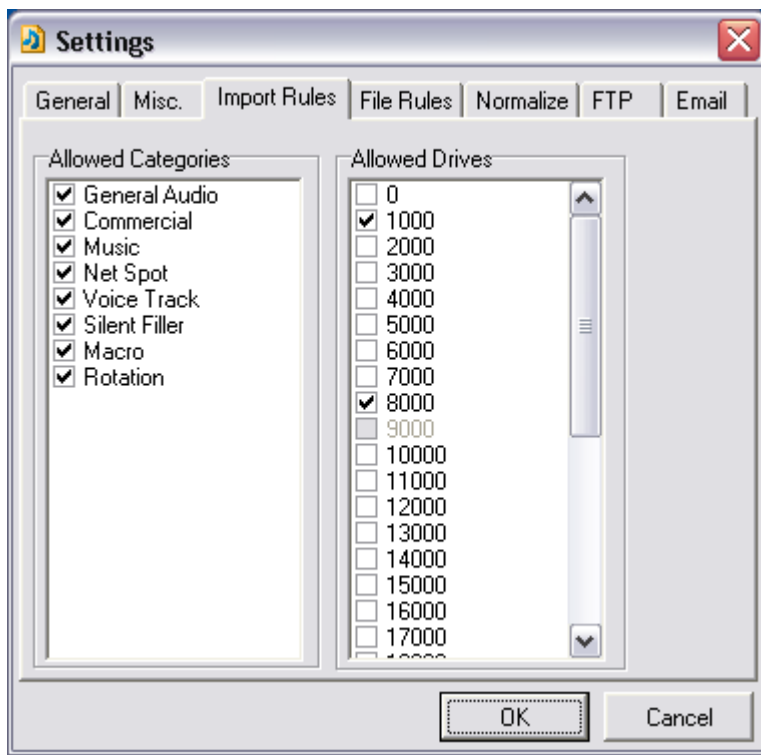 Settings
General Misc. Import Rules File Rules Normalize FTP Email
Allowed Categories
General Audio
Commercial
Music
Net Spot
Voice Track
Silent Filler
Macro
Rotation
Allowed Drives
0
1000
2000
3000
4000
5000
6000
7000
8000
9000
10000
11000
12000
13000
14000
15000
16000
17000
OK Cancel